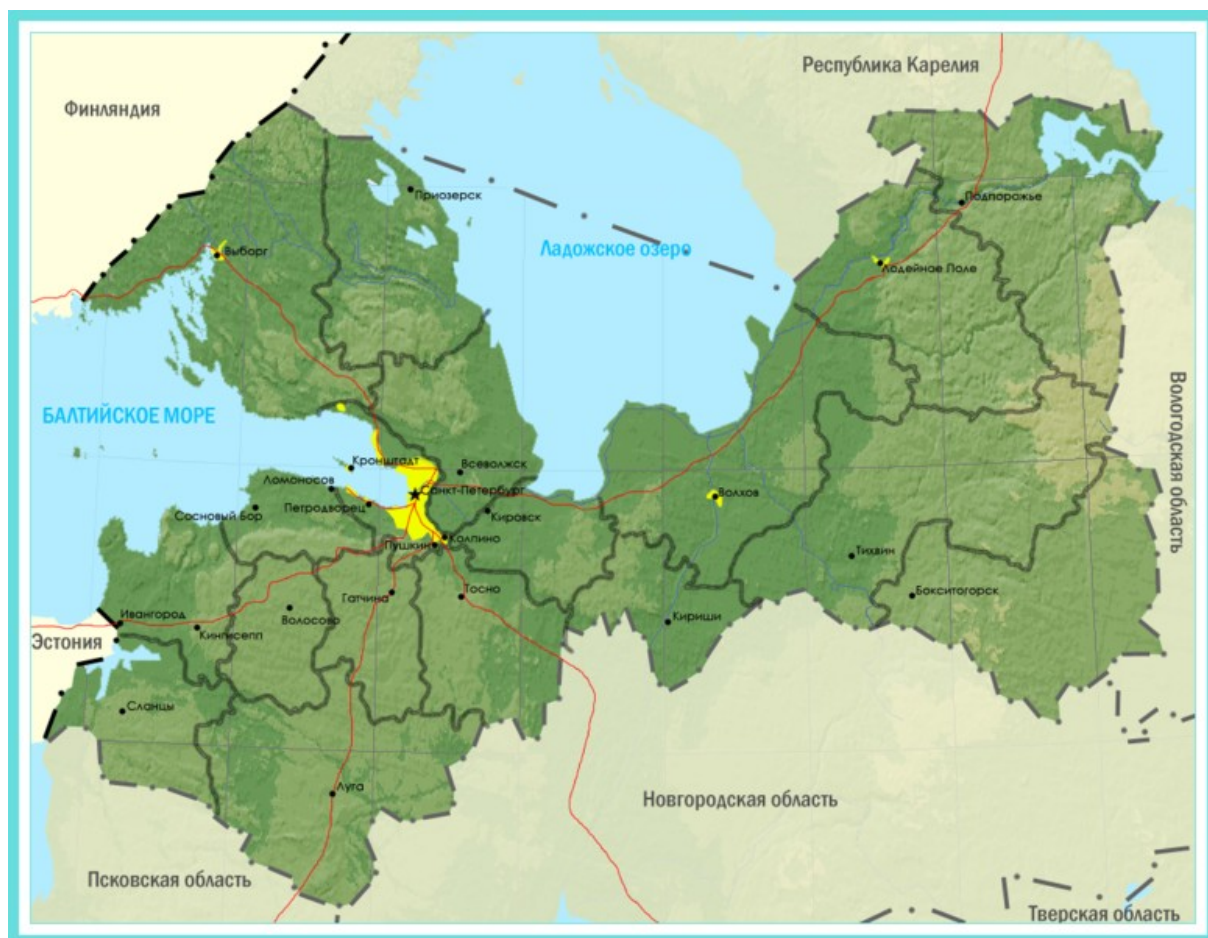 Республика Карелия
Финляндия
Приозерск
Подпорожье
Выборг
Ладожское озеро
Лодейное Поле
БАЛТИЙСКОЕ МОРЕ
Вологодская область
Кронштадт
Всеволжск
Ломоносов
Санкт-Петербург
Волхов
Петродворец
Сосновый Бор
Кировск
Колпино
Пушкин
Тихвин
Тосно
Гатчина
Бокситогорск
Ивангород
Волосово
Кириши
Кингисепп
Эстония
Сланцы
Луга
Новгородская область
Псковская область
Тверская область